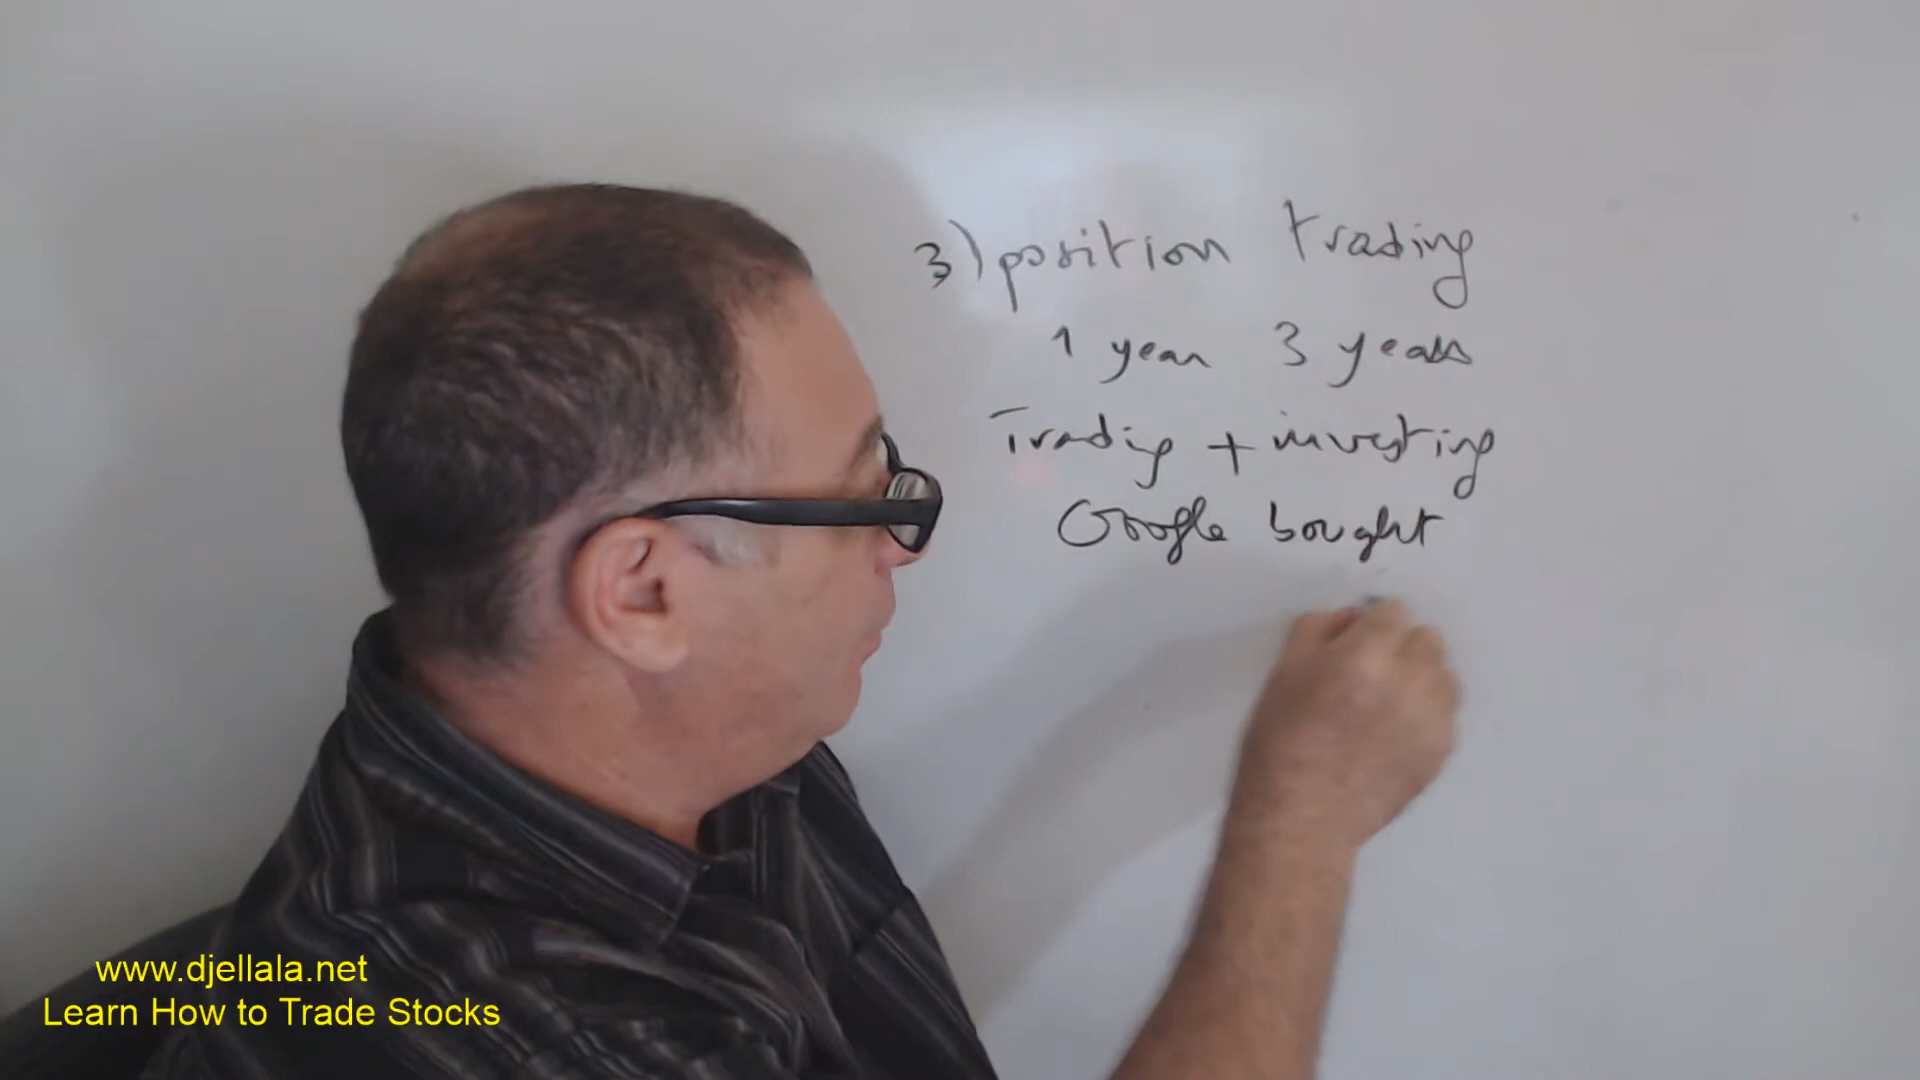 3) position trading
1 year 3 years
Trading + investing
Google bought
www.djellala.net
Learn How to Trade Stocks